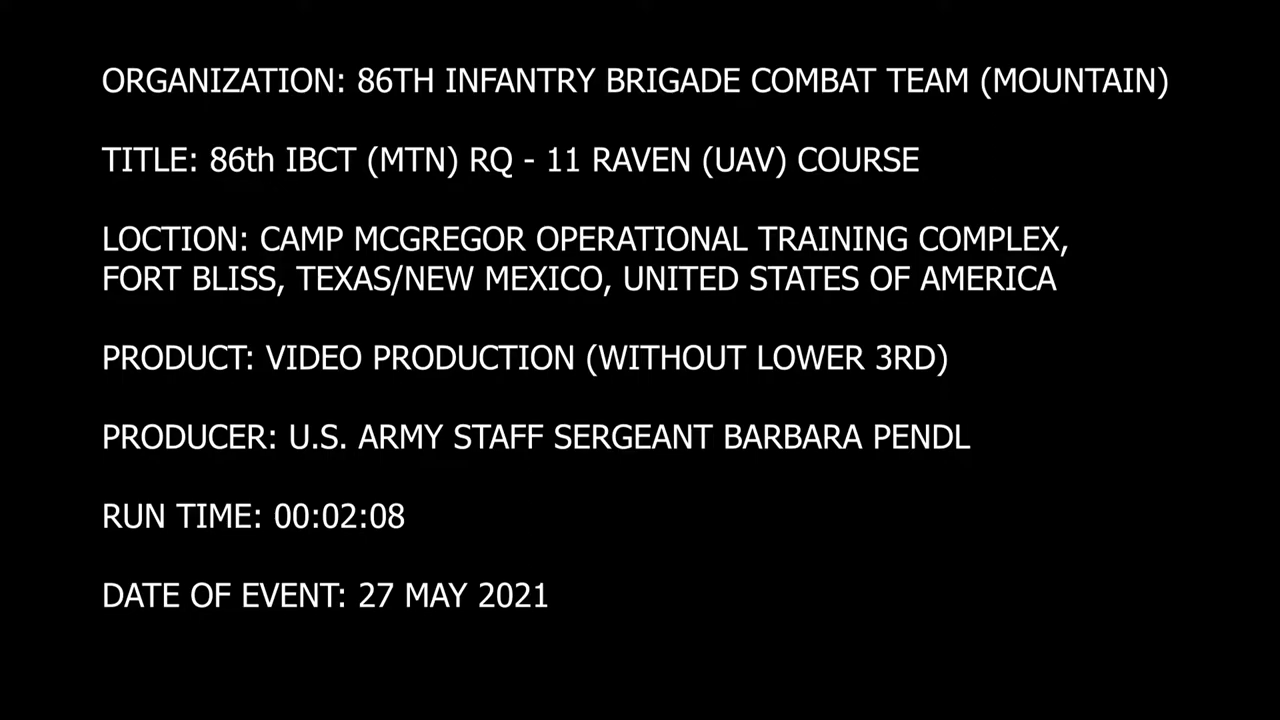 ORGANIZATION: 86TH INFANTRY BRIGADE COMBAT TEAM (MOUNTAIN)
TITLE: 86th IBCT (MTN) RQ - 11 RAVEN (UAV) COURSE
LOCTION: CAMP MCGREGOR OPERATIONAL TRAINING COMPLEX,
FORT BLISS, TEXAS/NEW MEXICO, UNITED STATES OF AMERICA
PRODUCT: VIDEO PRODUCTION (WITHOUT LOWER 3RD)
PRODUCER: U.S. ARMY STAFF SERGEANT BARBARA PENDL
RUN TIME: 00:02:08
DATE OF EVENT: 27 MAY 2021